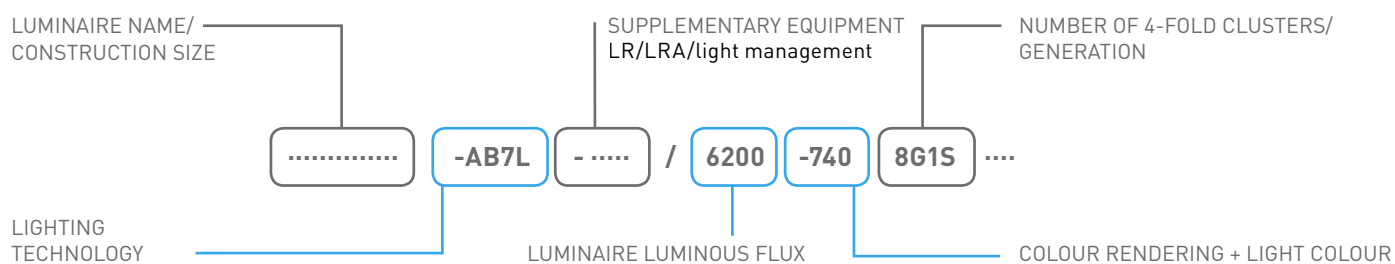 LUMINAIRE NAME/
CONSTRUCTION SIZE
SUPPLEMENTARY EQUIPMENT
LR/LRA/light management
NUMBER OF 4-FOLD CLUSTERS/
GENERATION
·············· -AB7L - ····· / 6200 -740 8G1S ····
LIGHTING
TECHNOLOGY
LUMINAIRE LUMINOUS FLUX
COLOUR RENDERING + LIGHT COLOUR